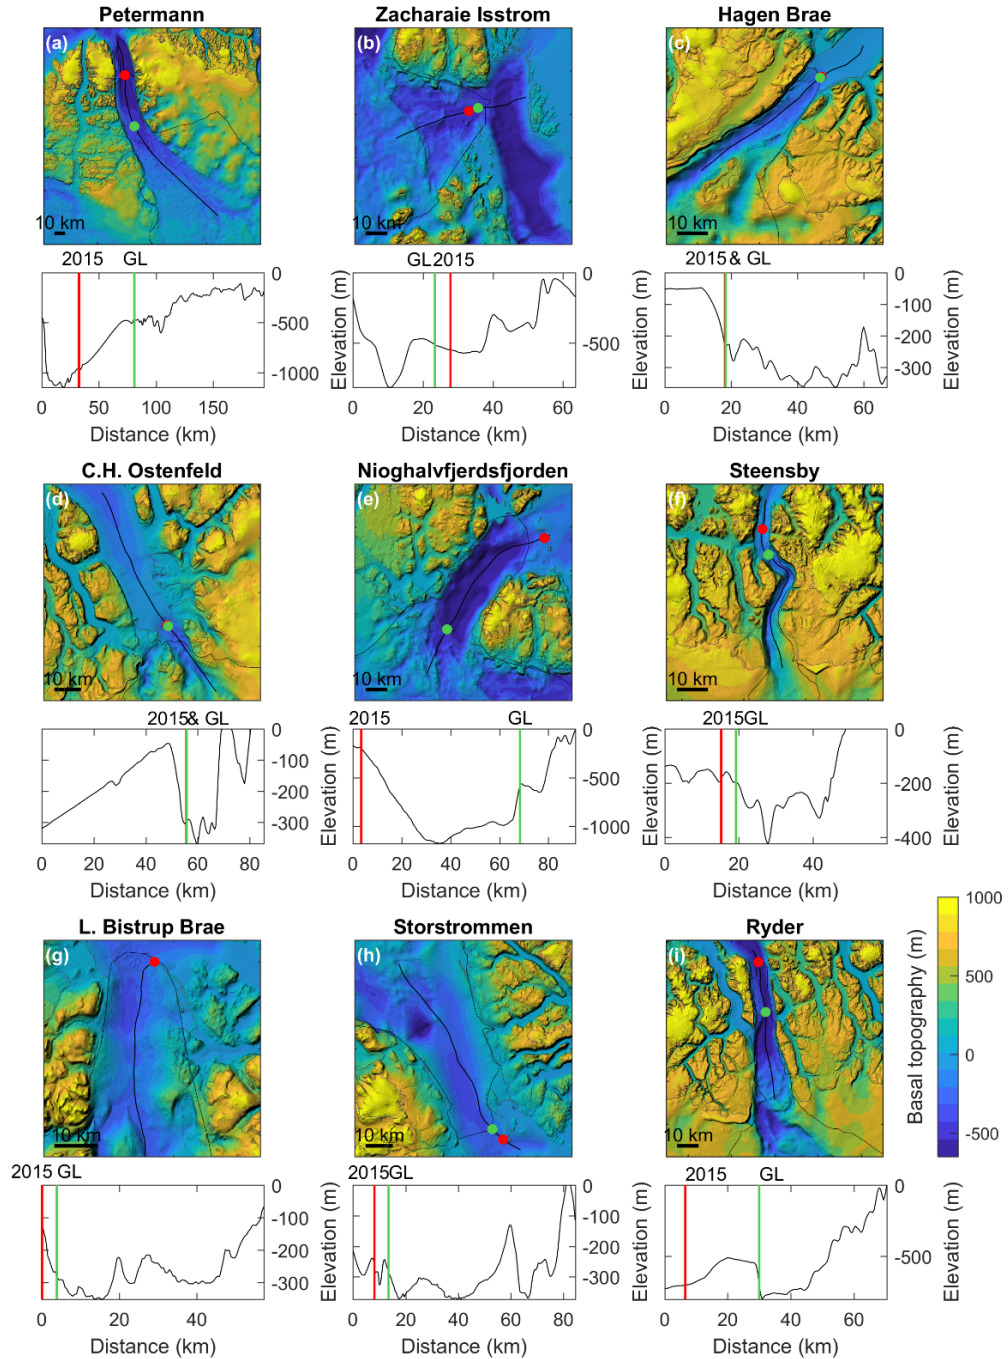 Petermann
Zacharaie Isstrom
Hagen Brae
(a)
(b)
(c)
10 km
10 km
10 km
2015 GL
GL 2015
2015 & GL
0
-500
-1000
Elevation (m)
0
-500
Elevation (m)
0
-100
-200
-300
Elevation (m)
0 50 100 150
0 20 40 60
0 20 40 60
Distance (km)
Distance (km)
Distance (km)
C.H. Ostenfeld
Nioghalvfjerdsfjorden
Steensby
(d)
(e)
(f)
10 km
10 km
10 km
2015 & GL
2015 GL
2015 GL
0
-100
-200
-300
Elevation (m)
0
-500
-1000
Elevation (m)
0
-200
-400
Elevation (m)
0 20 40 60 80
0 20 40 60 80
0 20 40
Distance (km)
Distance (km)
Distance (km)
L. Bistrup Brae
Storstrommen
Ryder
(g)
(h)
(i)
10 km
10 km
10 km
1000
500
0
-500
Basal topography (m)
2015 GL
2015 GL
2015 GL
0
-100
-200
-300
Elevation (m)
0
-100
-200
-300
Elevation (m)
0
-500
Elevation (m)
0 20 40
0 20 40 60 80
0 20 40 60
Distance (km)
Distance (km)
Distance (km)